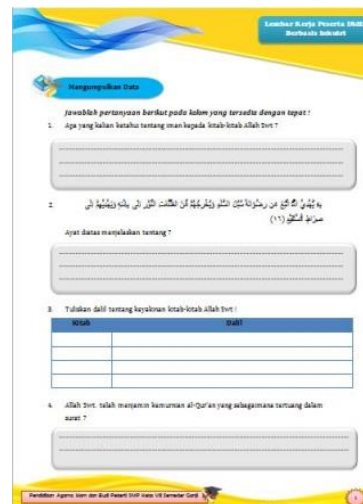 Lembar Kerja Peserta Didik
Berbasis Inkuiri
Mengumpulkan Data
Jawablah pertanyaan berikut pada kolom yang tersedia dengan tepat !
1. Apa yang kalian ketahui tentang iman kepada kitab-kitab Allah Swt ?
2.
Ayat diatas menjelaskan tentang ?
3. Tuliskan dalil tentang keyakinan kitab-kitab Allah Swt !
Kitab Dalil
4. Allah Swt. telah menjamin kemurnian al-Qur'an yang sebagaimana tertuang dalam
surat ?
Pendidikan Agama Islam dan Budi Pekerti SMP Kelas VIII Semester Ganjil